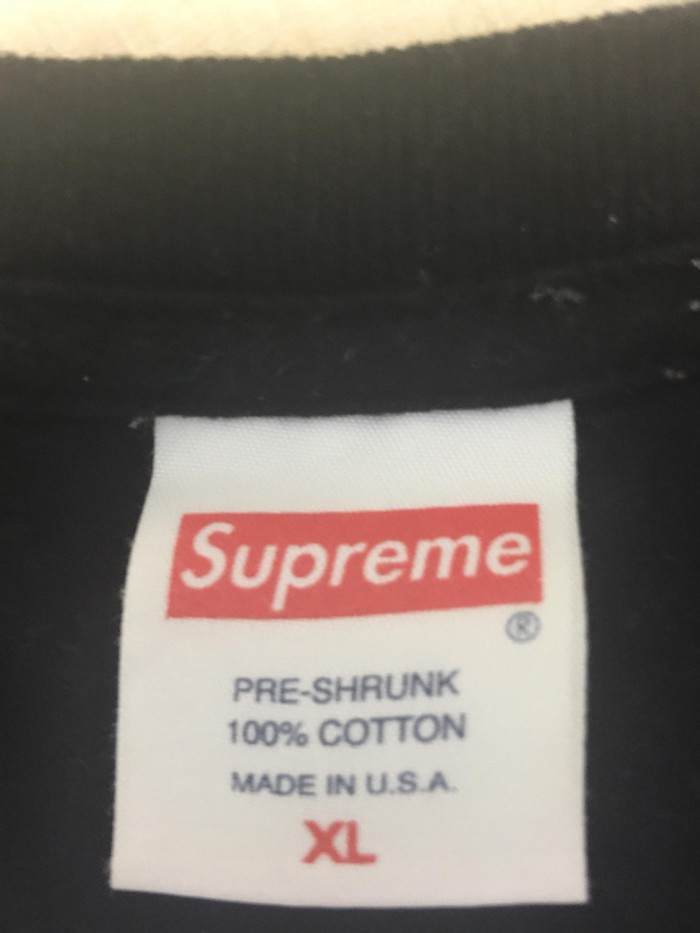 Supreme
®
PRE-SHRUNK
100% COTTON
MADE IN U.S.A.
XL